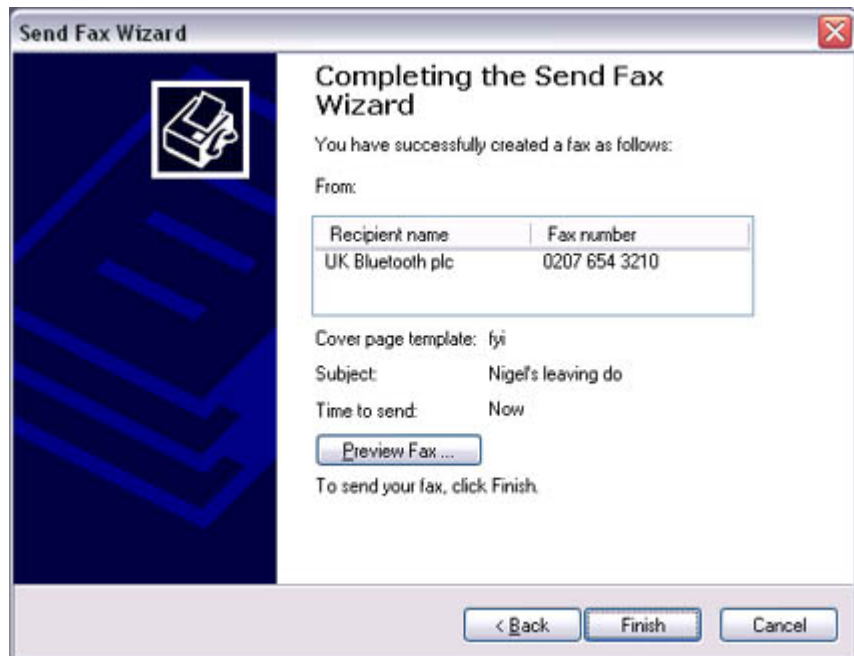 Send Fax Wizard
Completing the Send Fax
Wizard
You have successfully created a fax as follows:
From:
Recipient name Fax number
UK Bluetooth plc 0207 654 3210
Cover page template: fyi
Subject: Nigel's leaving do
Time to send: Now
Preview Fax ...
To send your fax, click Finish.
< Back Finish Cancel